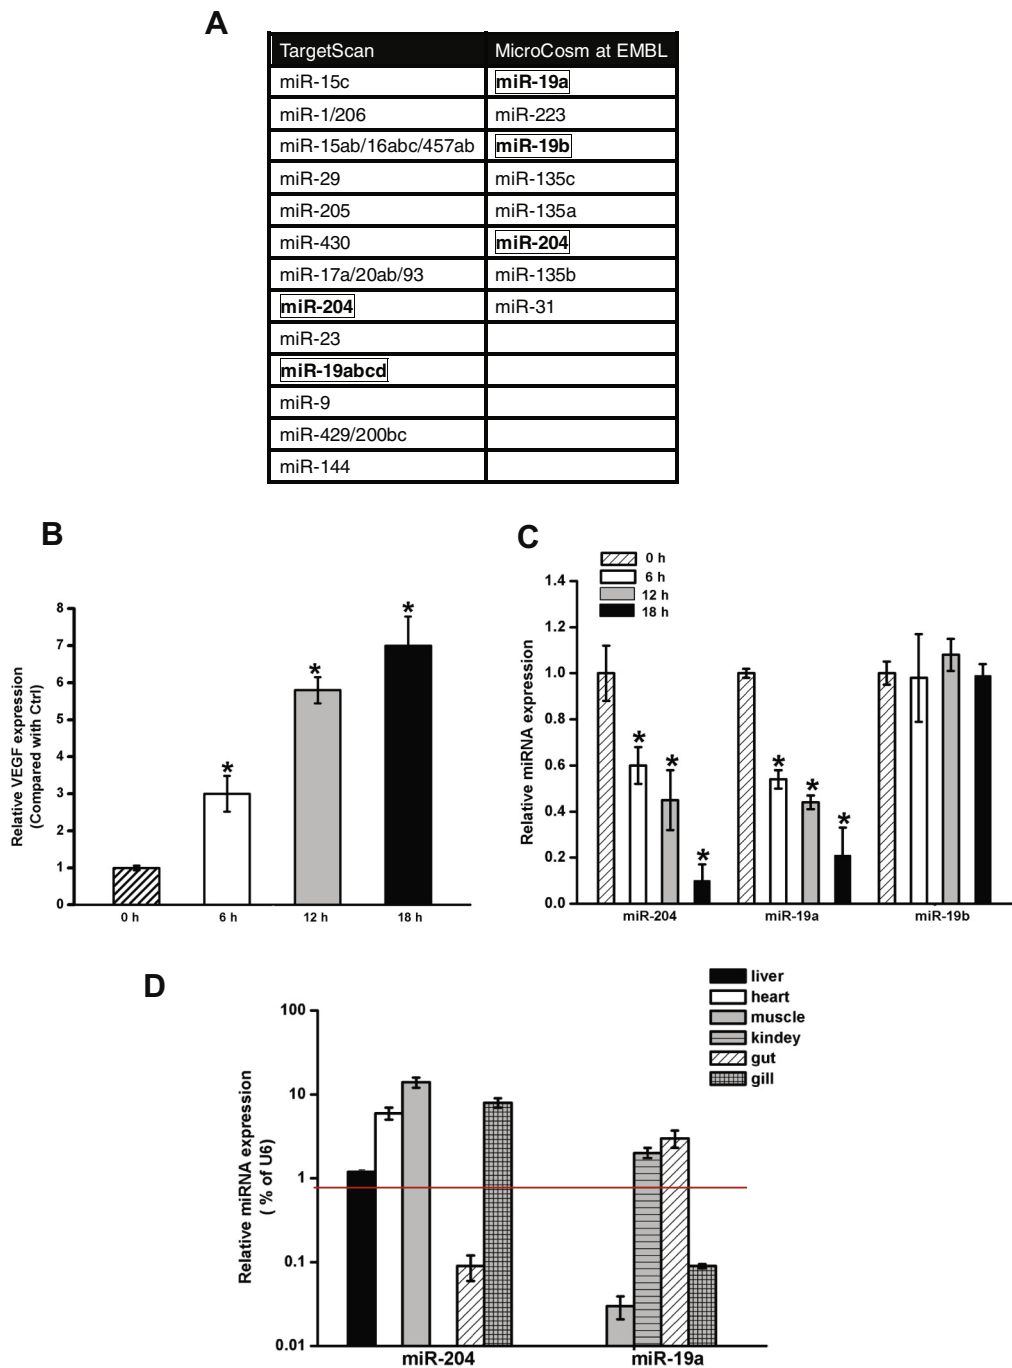 A
TargetScan MicroCosm at EMBL
miR-15c miR-19a
miR-1/206 miR-223
miR-15ab/16abc/457ab miR-19b
miR-29 miR-135c
miR-205 miR-135a
miR-430 miR-204
miR-17a/20ab/93 miR-135b
miR-204 miR-31
miR-23
miR-19abcd
miR-9
miR-429/200bc
miR-144
B
Relative VEGF expression
(Compared with Ctrl)
8
7
6
5
4
3
2
1
0
*
*
*
0 h 6 h 12 h 18 h
C
0 h
6 h
12 h
18 h
Relative miRNA expression
1.4
1.2
1.0
0.8
0.6
0.4
0.2
0.0
* * *
* * *
miR-204 miR-19a miR-19b
D
liver
heart
muscle
kindey
gut
gill
Relative miRNA expression
( % of U6)
100
10
1
0.1
0.01
miR-204 miR-19a